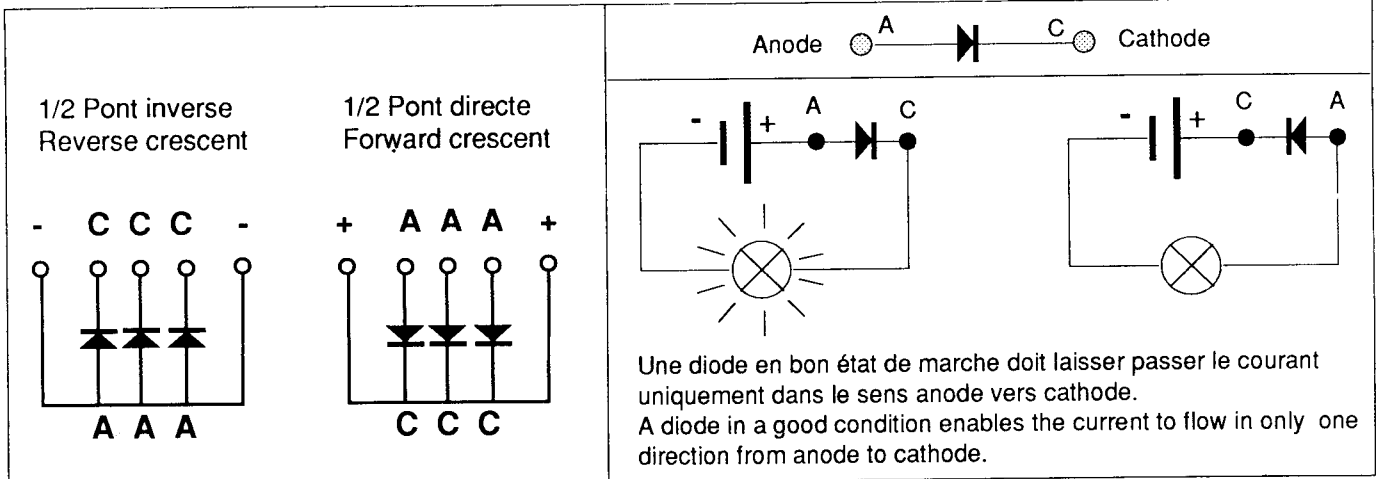 1/2 Pont inverse
Reverse crescent
- C C C -
A A A
1/2 Pont directe
Forward crescent
+ A A A +
C C C
Anode A C Cathode
- + A C
- + C A
Une diode en bon état de marche doit laisser passer le courant
uniquement dans le sens anode vers cathode.
A diode in a good condition enables the current to flow in only one
direction from anode to cathode.